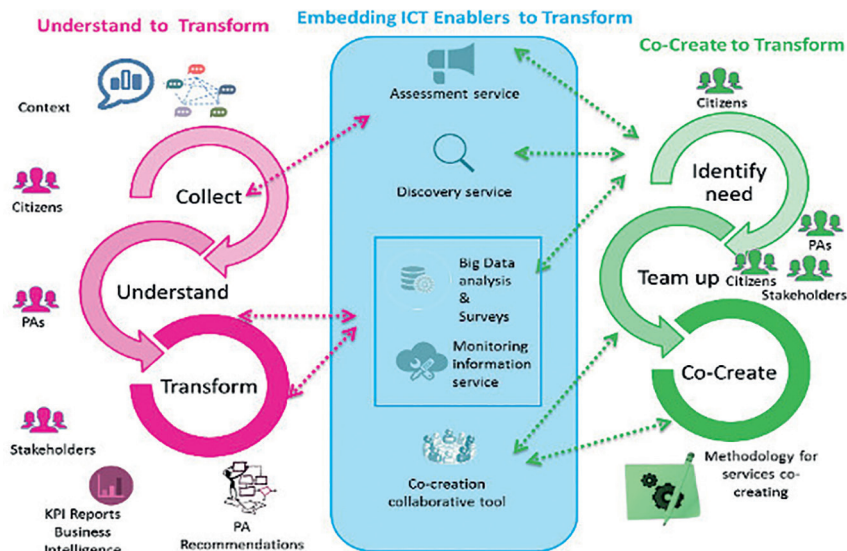 Understand to Transform
Context
Citizens
PAs
Stakeholders
Collect
Understand
Transform
KPI Reports
Business
Intelligence
PA
Recommendations
Embedding ICT Enablers to Transform
Assessment service
Discovery service
Big Data
analysis
&
Surveys
Monitoring
information
service
Co-creation
collaborative tool
Co-Create to Transform
Citizens
Identify
need
PAs
Team up
Citizens
Stakeholders
Co-Create
Methodology for
services co-
creating